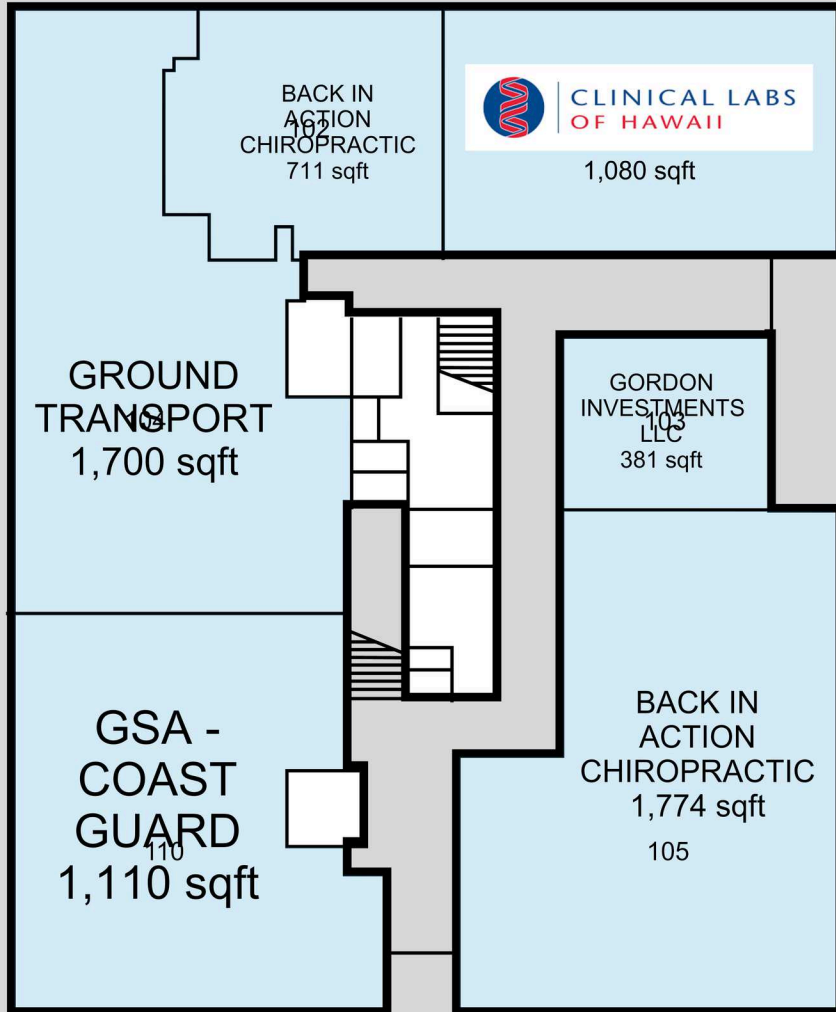 BACK IN
ACTION
102
CHIROPRACTIC
711 sqft
CLINICAL LABS
OF HAWAII
1,080 sqft
GROUND
TRANSPORT
104
1,700 sqft
GORDON
INVESTMENTS
103
LLC
381 sqft
GSA -
COAST
GUARD
110
1,110 sqft
BACK IN
ACTION
CHIROPRACTIC
1,774 sqft
105